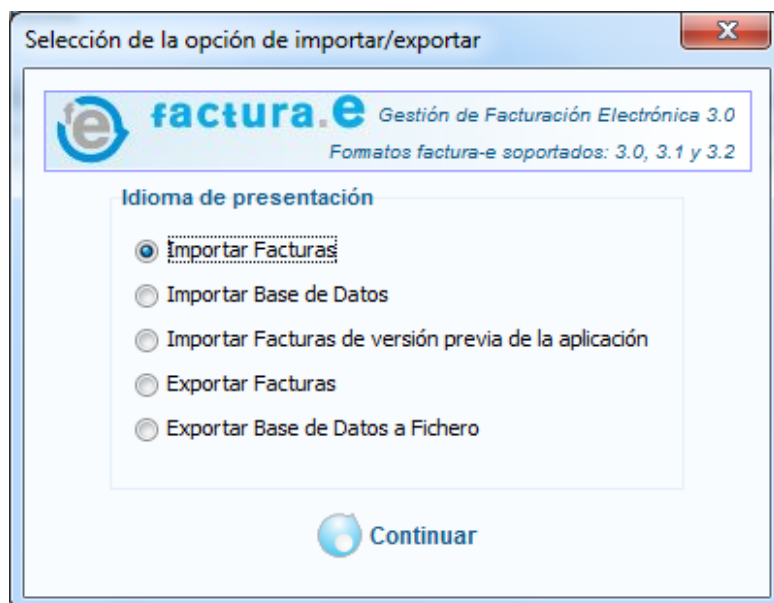 Selección de la opción de importar/exportar
factura.e Gestión de Facturación Electrónica 3.0
Formatos factura-e soportados: 3.0, 3.1 y 3.2
Idioma de presentación
Importar Facturas
Importar Base de Datos
Importar Facturas de versión previa de la aplicación
Exportar Facturas
Exportar Base de Datos a Fichero
Continuar